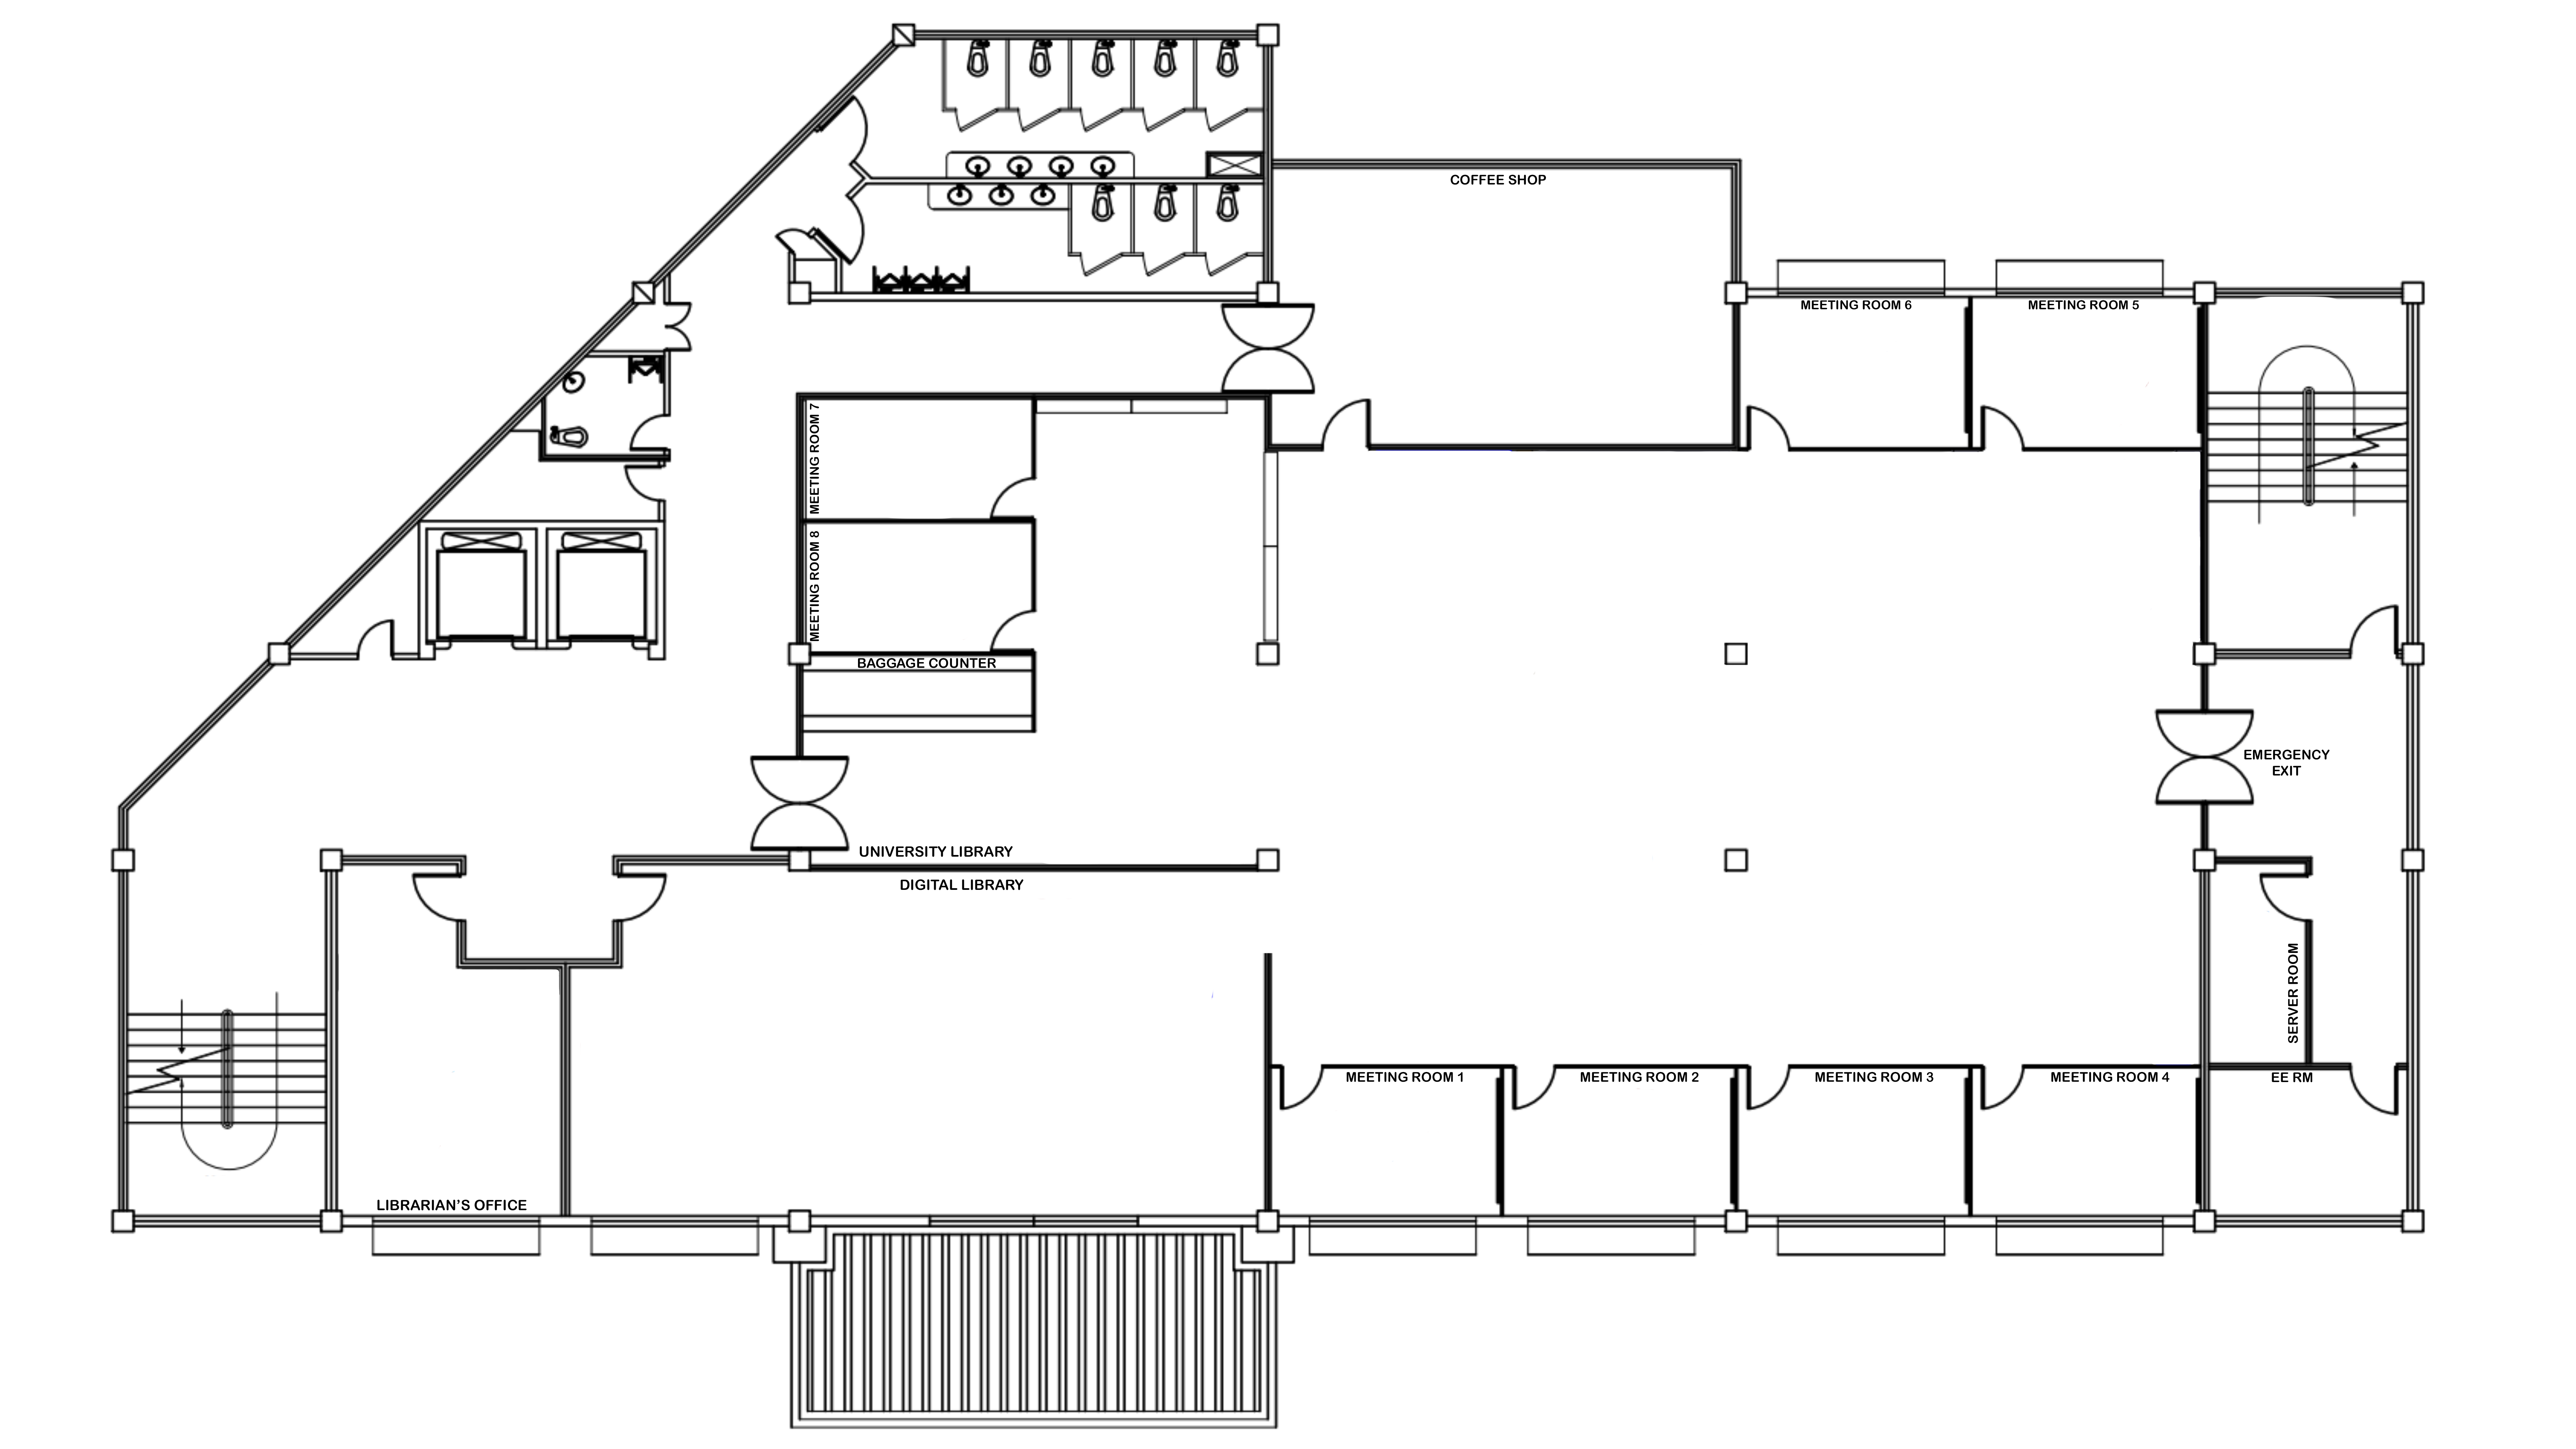 COFFEE SHOP
MEETING ROOM 6
MEETING ROOM 5
MEETING ROOM 7
MEETING ROOM 8
BAGGAGE COUNTER
EMERGENCY
EXIT
UNIVERSITY LIBRARY
DIGITAL LIBRARY
SERVER ROOM
MEETING ROOM 1
MEETING ROOM 2
MEETING ROOM 3
MEETING ROOM 4
EE RM
LIBRARIAN'S OFFICE